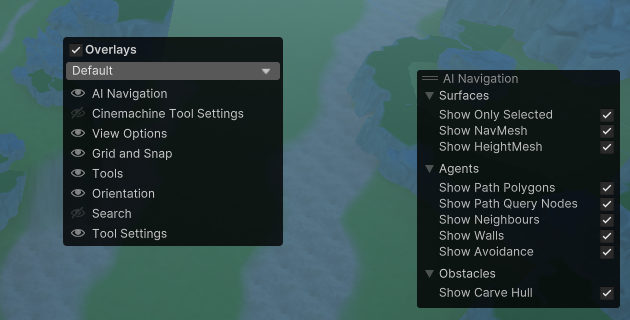 Overlays
Default
AI Navigation
Cinemachine Tool Settings
View Options
Grid and Snap
Tools
Orientation
Search
Tool Settings
AI Navigation
Surfaces
Show Only Selected
Show NavMesh
Show HeightMesh
Agents
Show Path Polygons
Show Path Query Nodes
Show Neighbours
Show Walls
Show Avoidance
Obstacles
Show Carve Hull